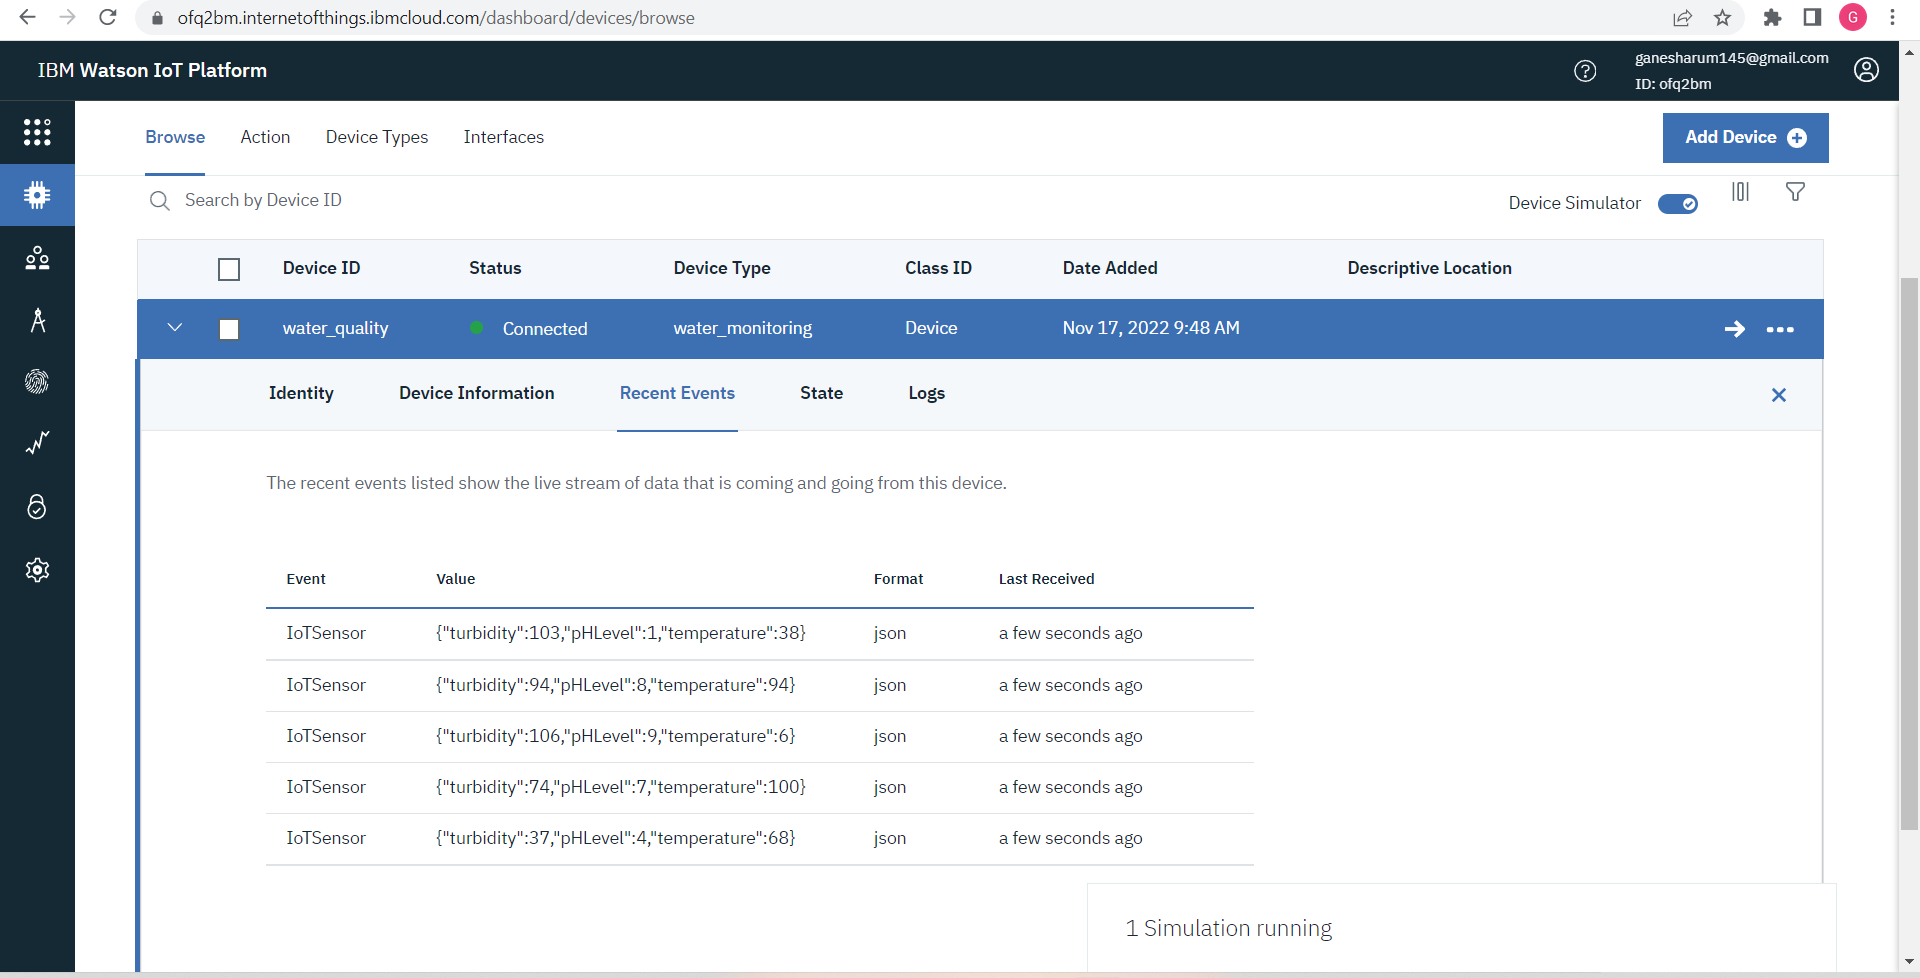 ofq2bm.internetofthings.ibmcloud.com/dashboard/devices/browse
G
IBM Watson IoT Platform
ganesharum145@gmail.com
ID: ofq2bm
Browse Action Device Types Interfaces
Add Device
Search by Device ID
Device Simulator
Device ID Status Device Type Class ID Date Added Descriptive Location
water_quality Connected water_monitoring Device Nov 17, 2022 9:48 AM
Identity Device Information Recent Events State Logs
The recent events listed show the live stream of data that is coming and going from this device.
Event Value Format Last Received
IoTSensor {"turbidity":103,"pHLevel":1,"temperature":38} json a few seconds ago
IoTSensor {"turbidity":94,"pHLevel":8,"temperature":94} json a few seconds ago
IoTSensor {"turbidity":106,"pHLevel":9,"temperature":6} json a few seconds ago
IoTSensor {"turbidity":74,"pHLevel":7,"temperature":100} json a few seconds ago
IoTSensor {"turbidity":37,"pHLevel":4,"temperature":68} json a few seconds ago
1 Simulation running